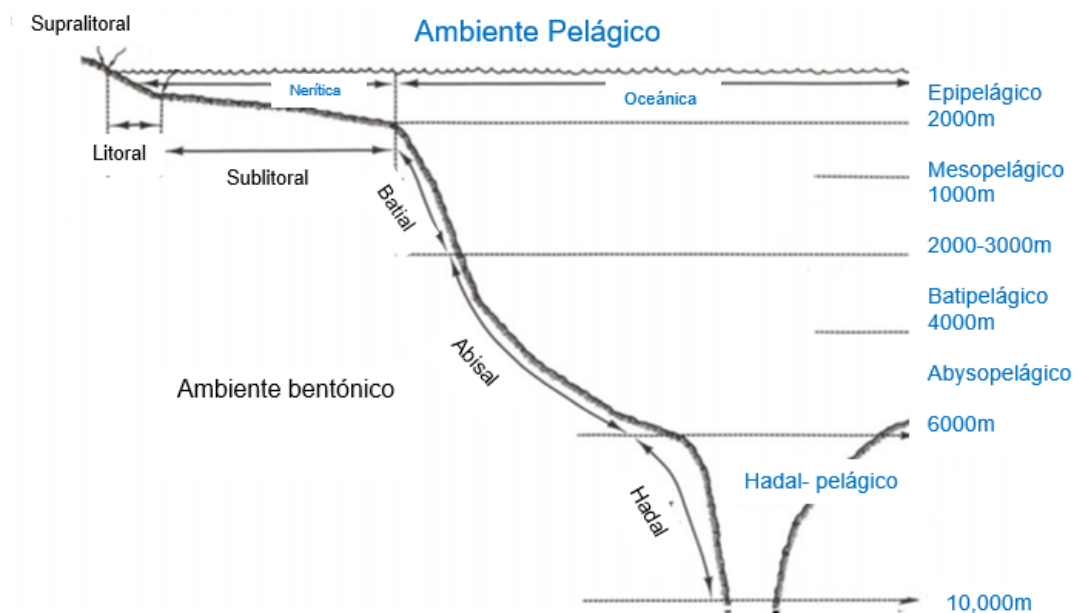 Supralitoral
Ambiente Pelágico
Nerítica
Oceánica
Epipelágico
2000m
Litoral
Sublitoral
Mesopelágico
1000m
Batial
2000-3000m
Batipelágico
4000m
Abisal
Ambiente bentónico
Abysopelágico
6000m
Hadal- pelágico
Hadal
10,000m